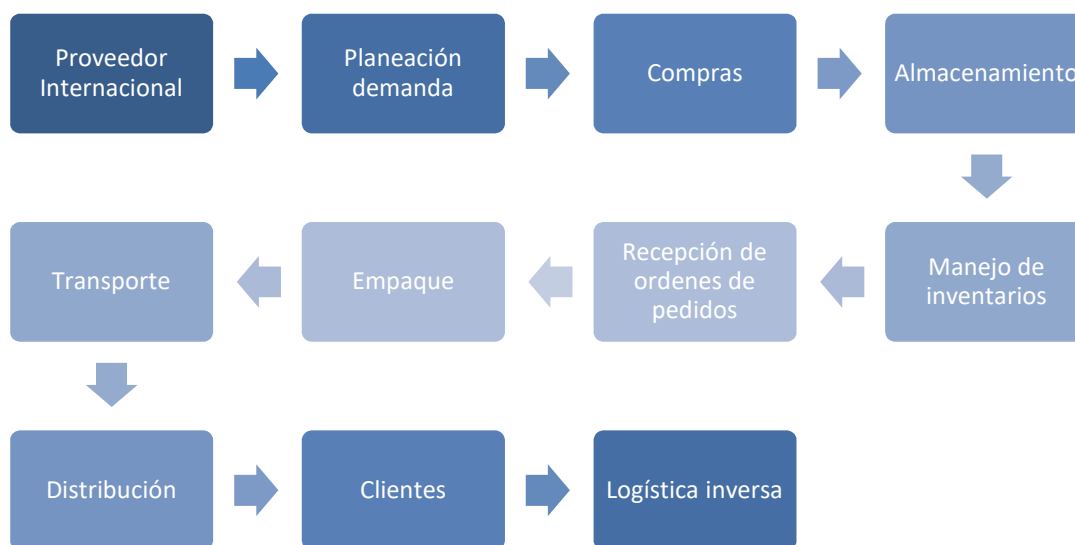 Proveedor
Internacional
Planeación
demanda
Compras
Almacenamiento
Manejo de
inventarios
Recepción de
ordenes de
pedidos
Empaque
Transporte
Distribución
Clientes
Logística inversa